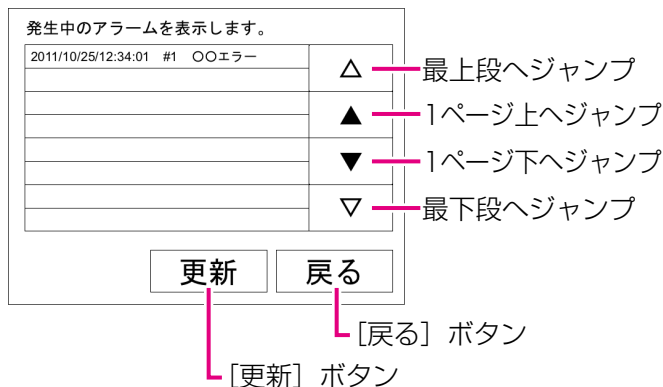 発生中のアラームを表示します。
2011/10/25/12:34:01 #1 〇〇エラー
△ 最上段へジャンプ
▲ 1ページ上へジャンプ
▼ 1ページ下へジャンプ
▽ 最下段へジャンプ
更新 戻る
［戻る］ボタン
［更新］ボタン